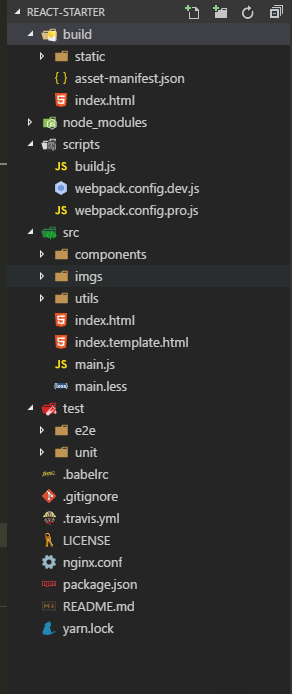 REACT-STARTER
build
static
asset-manifest.json
index.html
node_modules
scripts
JS build.js
webpack.config.dev.js
webpack.config.pro.js
src
components
imgs
utils
index.html
index.template.html
JS main.js
{less} main.less
test
e2e
unit
.babelrc
.gitignore
.travis.yml
LICENSE
nginx.conf
package.json
README.md
yarn.lock